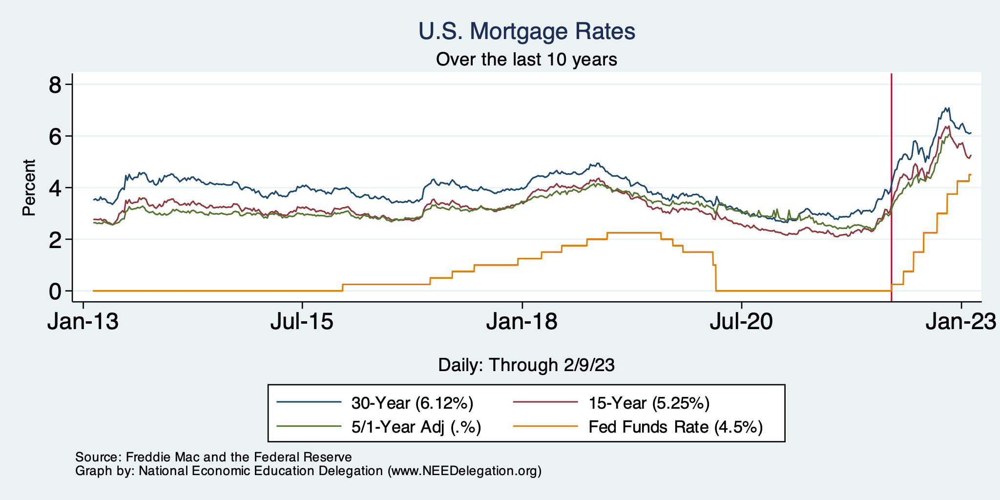 U.S. Mortgage Rates
Over the last 10 years
Percent
8
6
4
2
0
Jan-13 Jul-15 Jan-18 Jul-20 Jan-23
Daily: Through 2/9/23
30-Year (6.12%) 15-Year (5.25%)
5/1-Year Adj (.%) Fed Funds Rate (4.5%)
Source: Freddie Mac and the Federal Reserve
Graph by: National Economic Education Delegation (www.NEEDelegation.org)